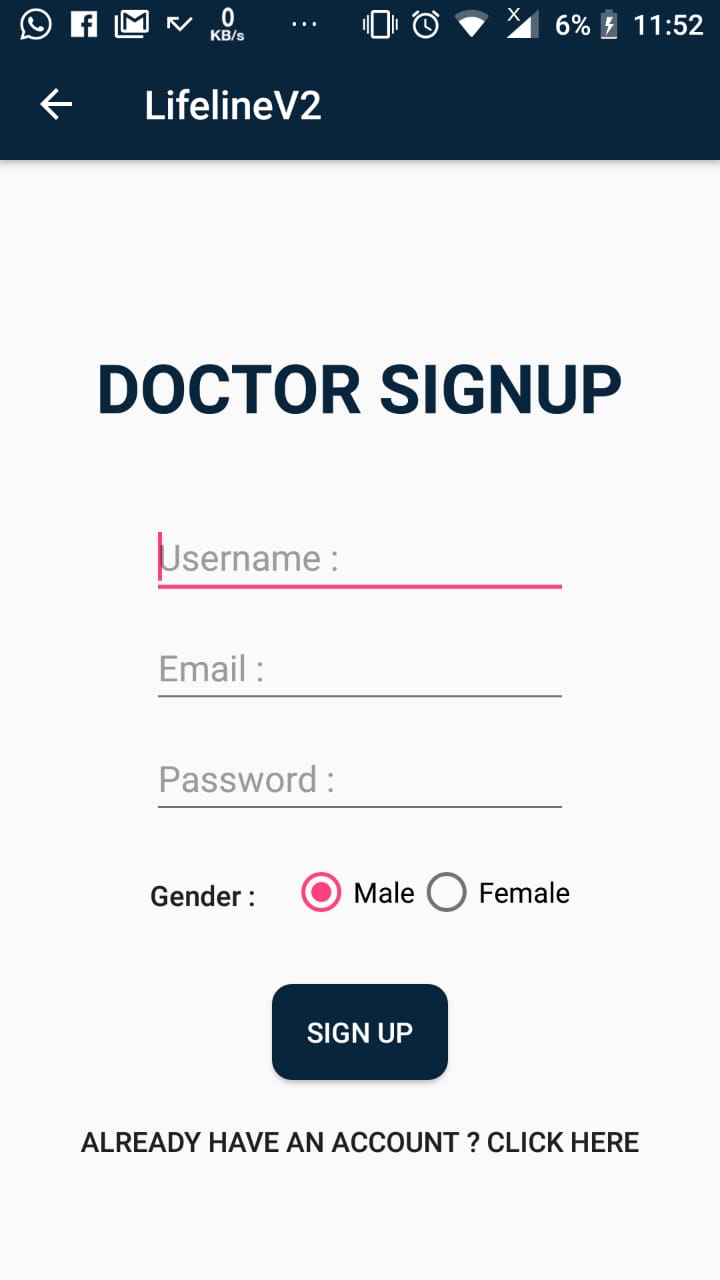 0 KB/s ... 6% 11:52
LifelineV2
DOCTOR SIGNUP
Username :
Email :
Password :
Gender : Male Female
SIGN UP
ALREADY HAVE AN ACCOUNT ? CLICK HERE